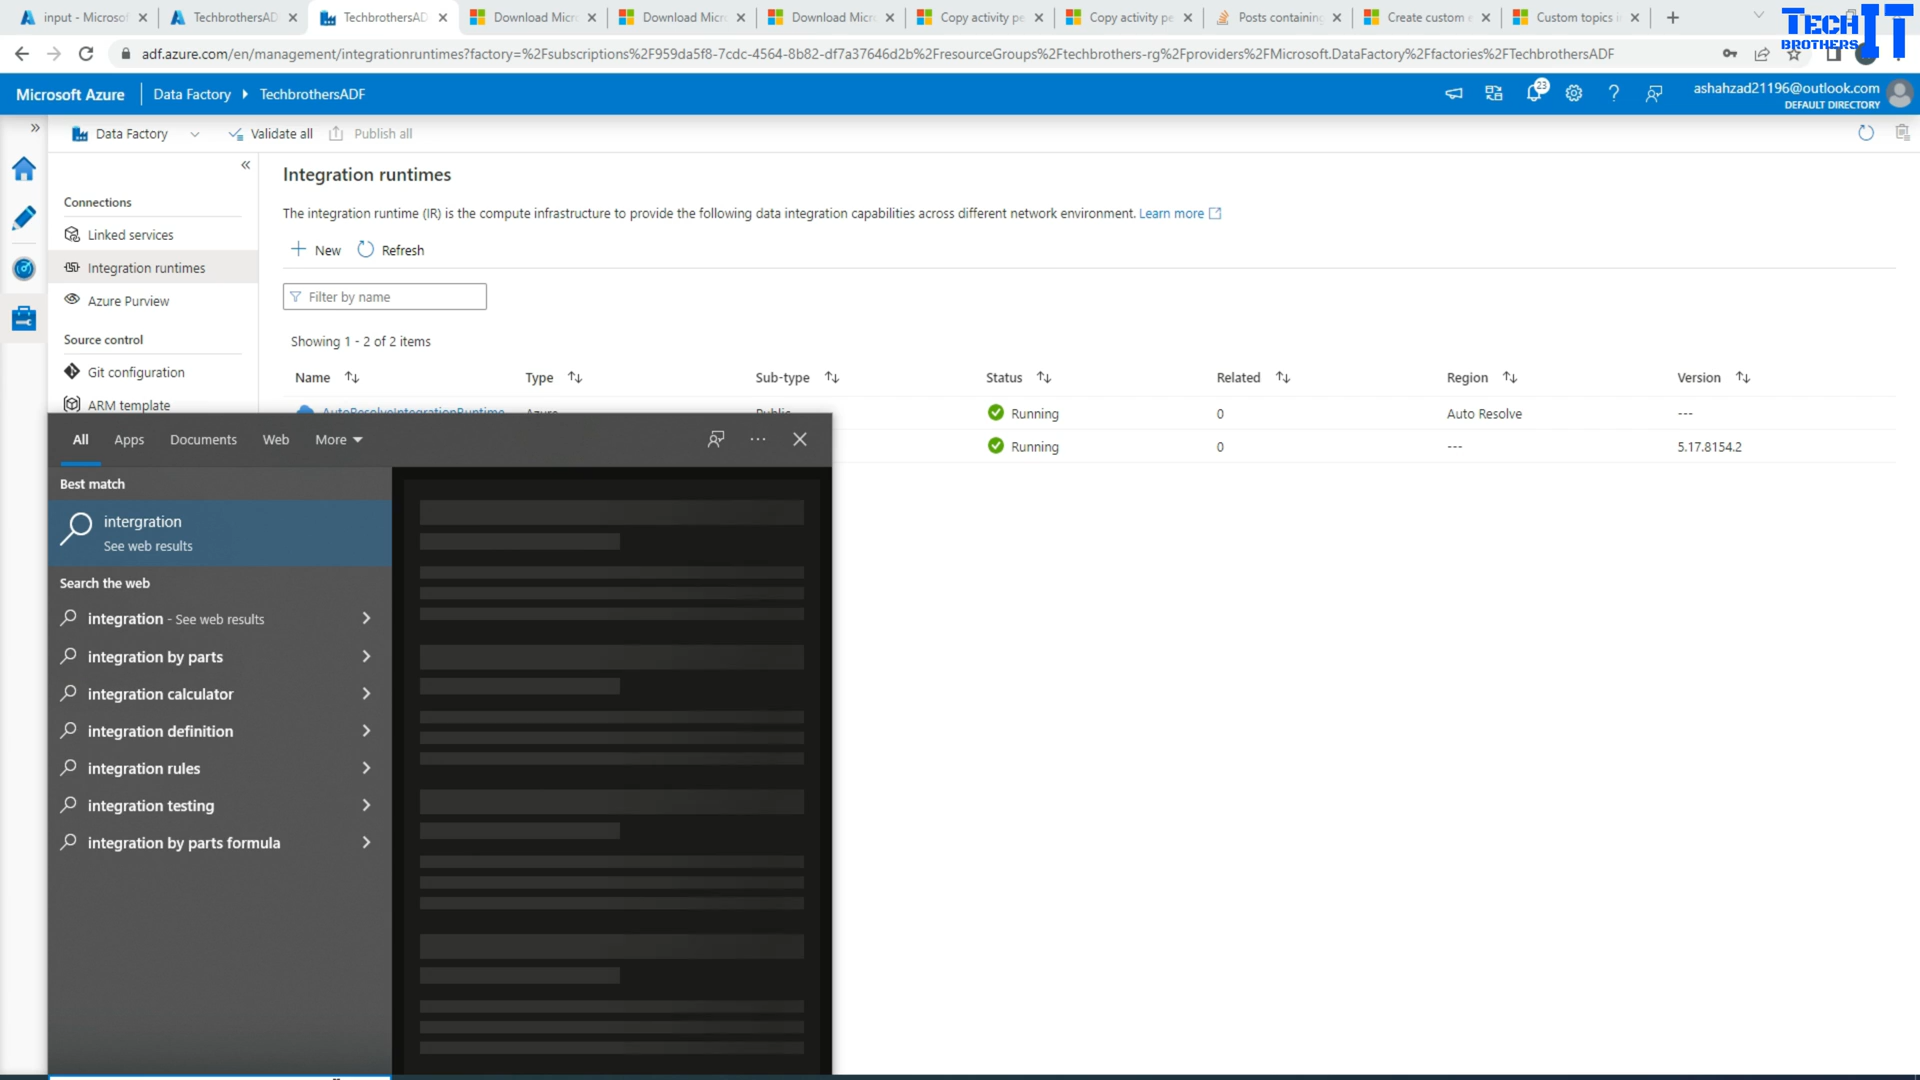 input - Microsof
TechbrothersAD
TechbrothersAD
Download Micr
Download Micr
Download Micr
Copy activity pe
Copy activity pe
Posts containing
Create custom e
Custom topics i
TECH IT
BROTHERS
adf.azure.com/en/management/integrationruntimes?factory=%2Fsubscriptions%2F959da5f8-7cdc-4564-8b82-df7a37646d2b%2FresourceGroups%2Ftechbrothers-rg%2Fproviders%2FMicrosoft.DataFactory%2Ffactories%2FTechbrothersADF
Microsoft Azure
Data Factory
TechbrothersADF
23
ashahzad21196@outlook.com
DEFAULT DIRECTORY
Data Factory
Validate all
Publish all
Connections
Linked services
Integration runtimes
Azure Purview
Source control
Git configuration
ARM template
Integration runtimes
The integration runtime (IR) is the compute infrastructure to provide the following data integration capabilities across different network environment. Learn more
New
Refresh
Filter by name
Showing 1 - 2 of 2 items
Name Type Sub-type Status Related Region Version
AutoResolveIntegrationRuntime Azure Public Running 0 Auto Resolve ---
Running 0 --- 5.17.8154.2
All Apps Documents Web More
Best match
intergration
See web results
Search the web
integration - See web results
integration by parts
integration calculator
integration definition
integration rules
integration testing
integration by parts formula